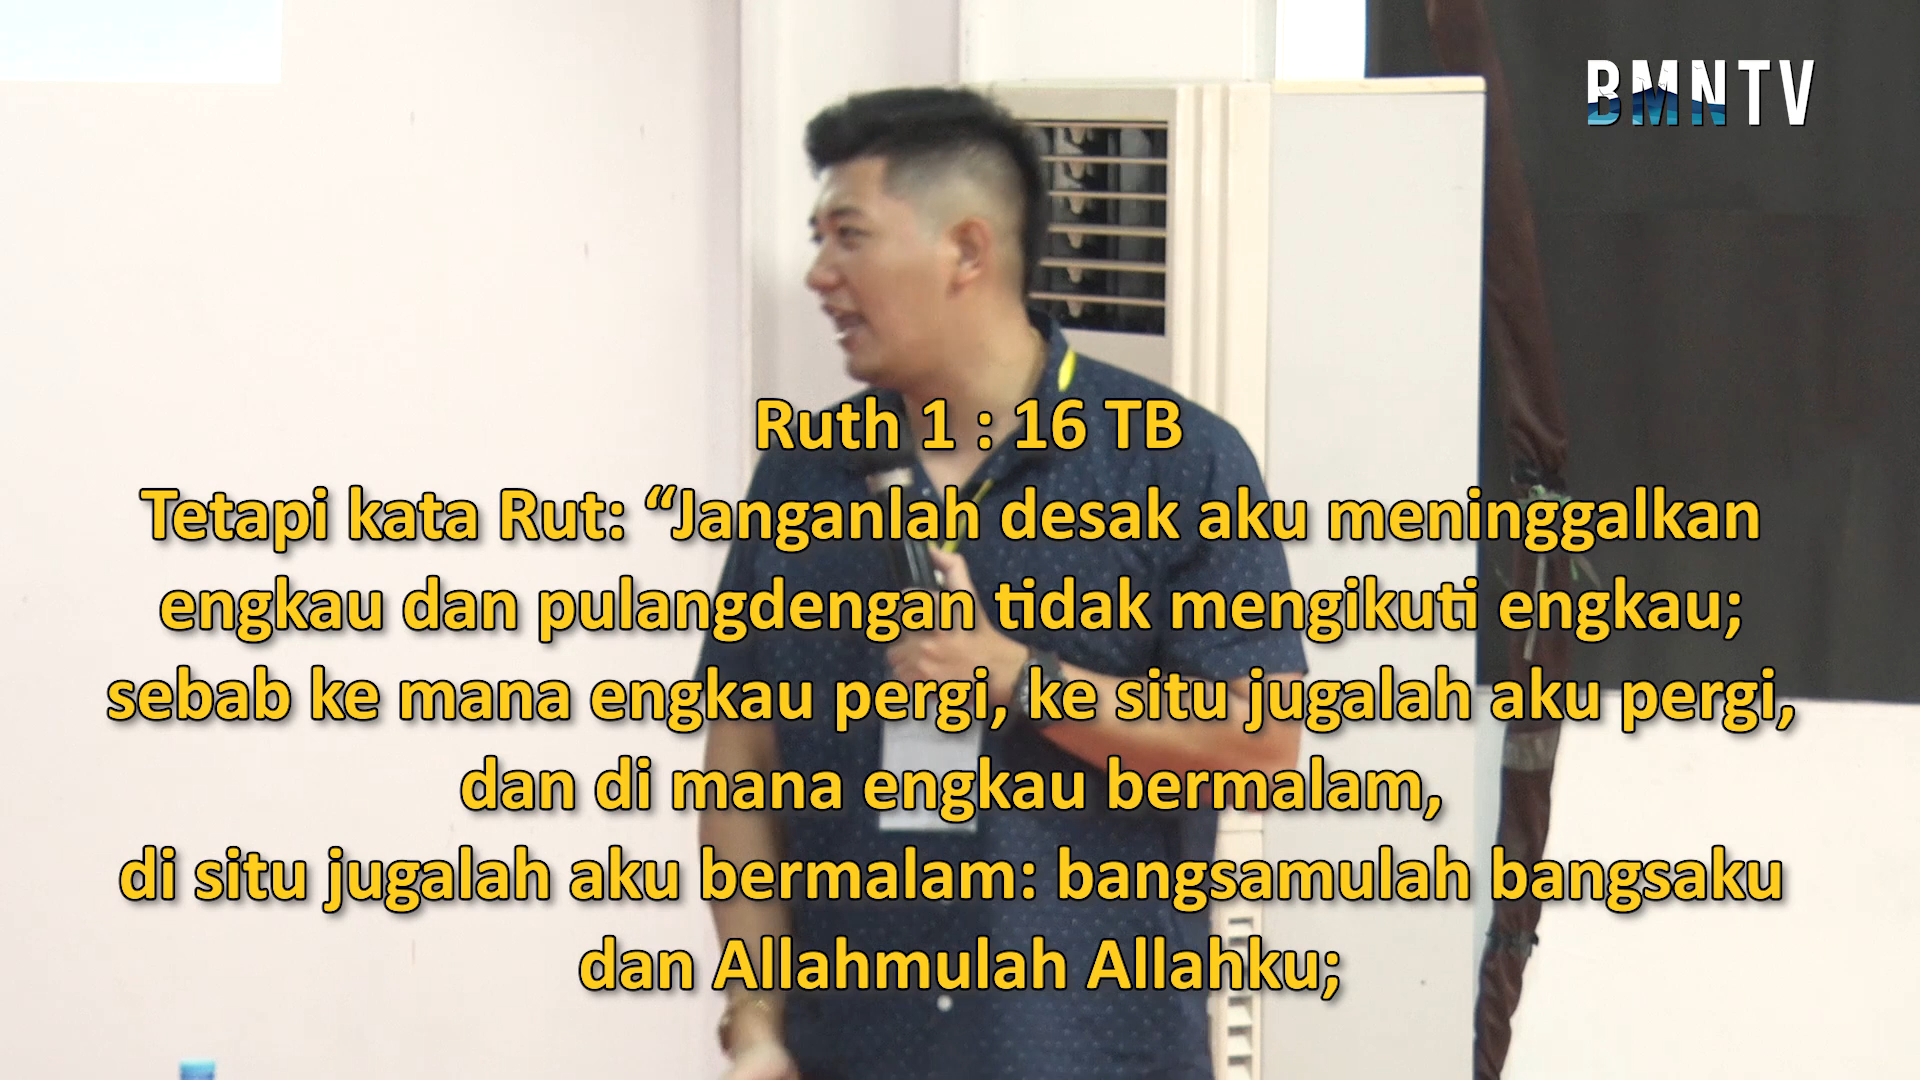 BMNTV
Ruth 1 : 16 TB
Tetapi kata Rut: “Janganlah desak aku meninggalkan
engkau dan pulangdengan tidak mengikuti engkau;
sebab ke mana engkau pergi, ke situ jugalah aku pergi,
dan di mana engkau bermalam,
di situ jugalah aku bermalam: bangsamulah bangsaku
dan Allahmulah Allahku;